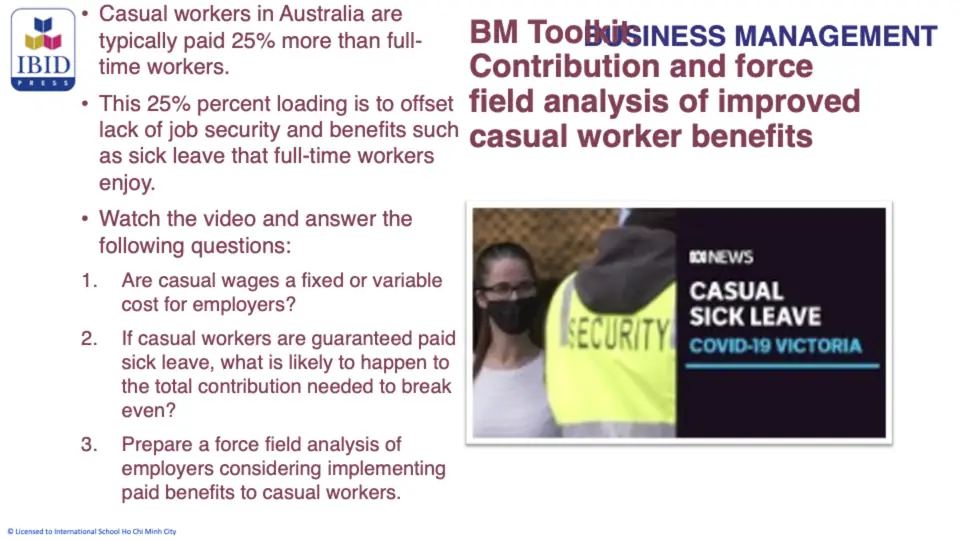 IBID
PRESS
• Casual workers in Australia are
typically paid 25% more than full-
time workers.
• This 25% percent loading is to offset
lack of job security and benefits such
as sick leave that full-time workers
enjoy.
• Watch the video and answer the
following questions:
1. Are casual wages a fixed or variable
cost for employers?
2. If casual workers are guaranteed paid
sick leave, what is likely to happen to
the total contribution needed to break
even?
3. Prepare a force field analysis of
employers considering implementing
paid benefits to casual workers.
BUSINESS MANAGEMENT
BM Toolkit:
Contribution and force
field analysis of improved
casual worker benefits
SECURITY
NEWS
CASUAL
SICK LEAVE
COVID-19 VICTORIA
© Licensed to International School Ho Chi Minh City